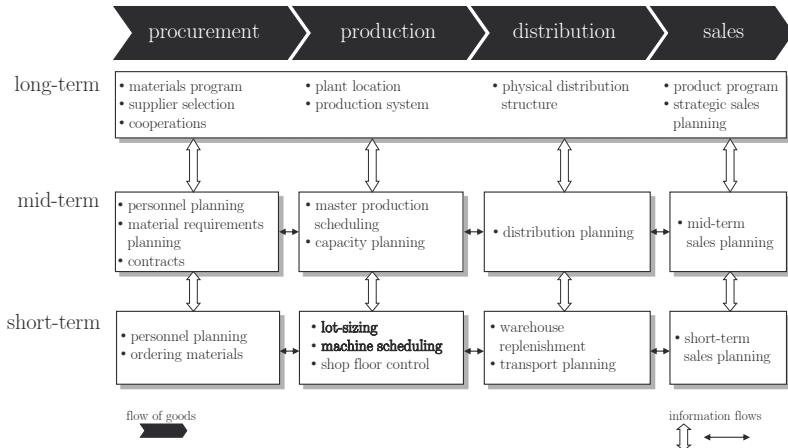 procurement production distribution sales
long-term
• materials program
• supplier selection
• cooperations
• plant location
• production system
• physical distribution
structure
• product program
• strategic sales
planning
mid-term
• personnel planning
• material requirements
planning
• contracts
• master production
scheduling
• capacity planning
• distribution planning
• mid-term
sales planning
short-term
• personnel planning
• ordering materials
• lot-sizing
• machine scheduling
• shop floor control
• warehouse
replenishment
• transport planning
• short-term
sales planning
flow of goods
information flows